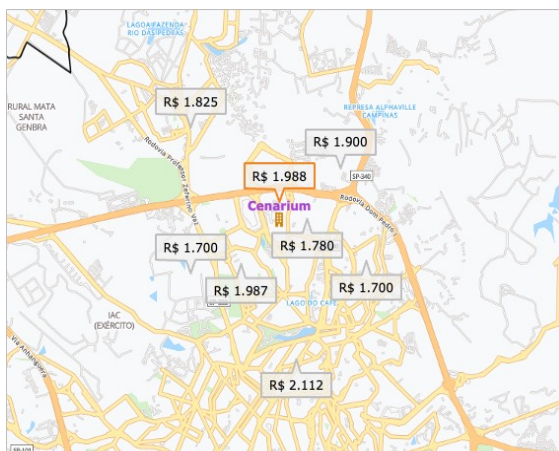 LAGOA FAZENDA
RIO DAS PEDRAS
RURAL MATA
SANTA
GENBRA
R$ 1.825
REPRESA ALPHAVILLE
CAMPINAS
Rodovia Professor Zeferino Vaz
R$ 1.900
R$ 1.988
SP-340
Cenarium
Rodovia Dom Pedro I
R$ 1.700
R$ 1.780
R$ 1.987
R$ 1.700
LAGO DO CAFÉ
IAC
(EXÉRCITO)
Via Anhanguera
R$ 2.112